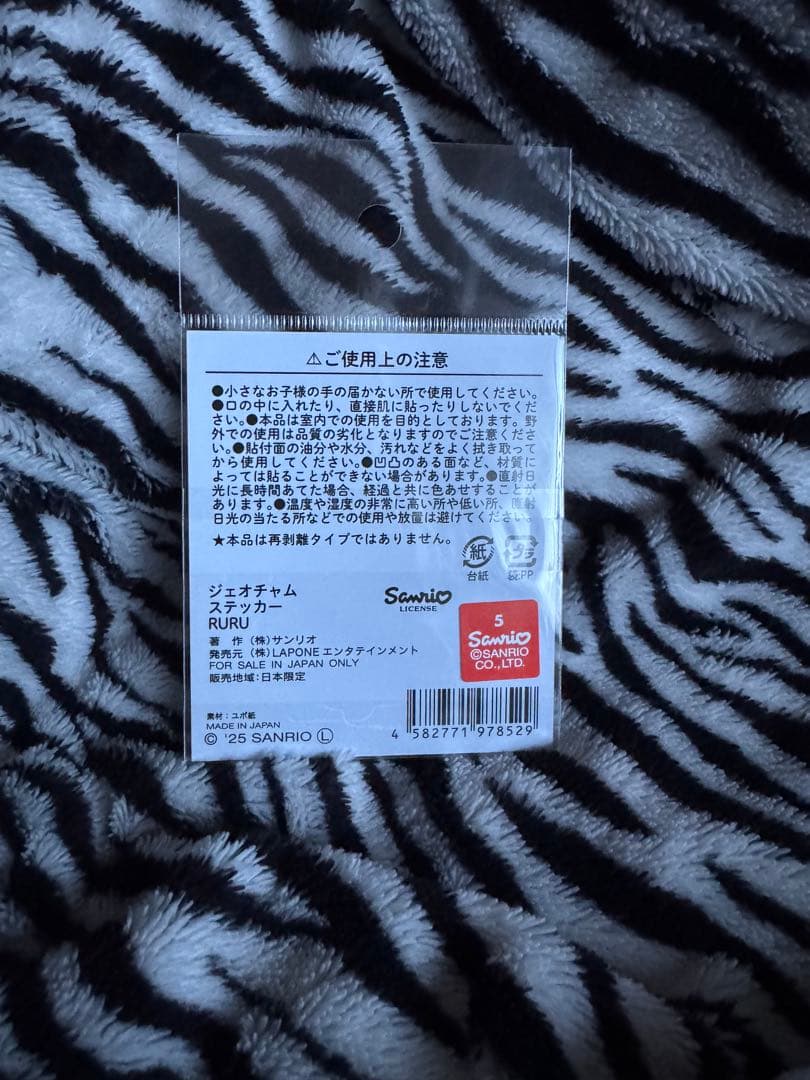 ⚠ご使用上の注意
●小さなお子様の手の届かない所で使用してください。
●口の中に入れたり、直接肌に貼ったりしないでくだ
さい。●本品は室内での使用を目的としております。野
外での使用は品質の劣化となりますのでご注意くださ
い。●貼付面の油分や水分、汚れなどをよく拭き取って
から使用してください。●凹凸のある面など、材質に
よっては貼ることができない場合があります。●直射日
光に長時間あてた場合、経過と共に色あせすることが
あります。●温度や湿度の非常に高い所や低い所、直射
日光の当たる所などでの使用や放置は避けてください。
★本品は再剥離タイプではありません。
紙
台紙
プラ
袋:PP
ジェオチャム
ステッカー
RURU
Sanrio
LICENSE
5
Sanrio
©SANRIO
CO.,LTD.
著　作 (株)サンリオ
発売元 (株)LAPONEエンタテインメント
FOR SALE IN JAPAN ONLY
販売地域:日本限定
素材：ユポ紙
MADE IN JAPAN
© '25 SANRIO Ⓛ
4 582771 978529